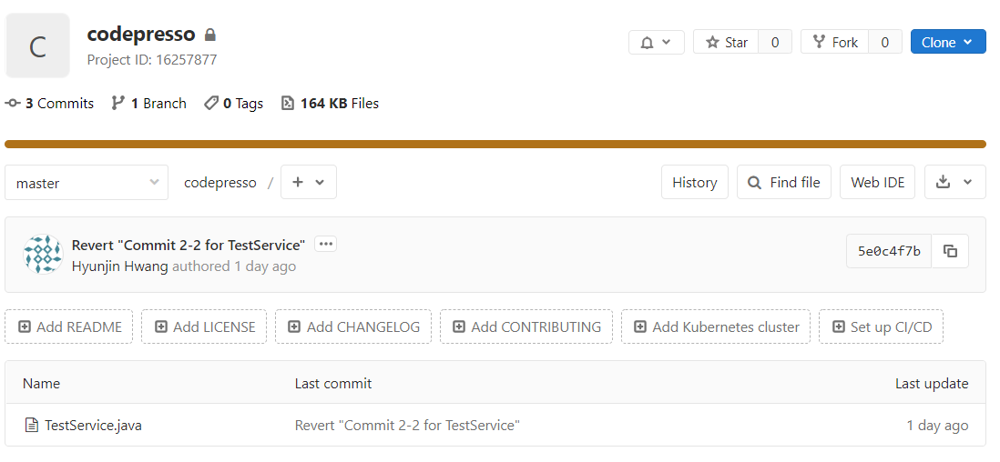 C
codepresso
Project ID: 16257877
Star 0 Fork 0 Clone
3 Commits 1 Branch 0 Tags 164 KB Files
master codepresso / + History Find file Web IDE
Revert "Commit 2-2 for TestService"
Hyunjin Hwang authored 1 day ago
5e0c4f7b
Add README Add LICENSE Add CHANGELOG Add CONTRIBUTING Add Kubernetes cluster Set up CI/CD
Name Last commit Last update
TestService.java Revert "Commit 2-2 for TestService" 1 day ago